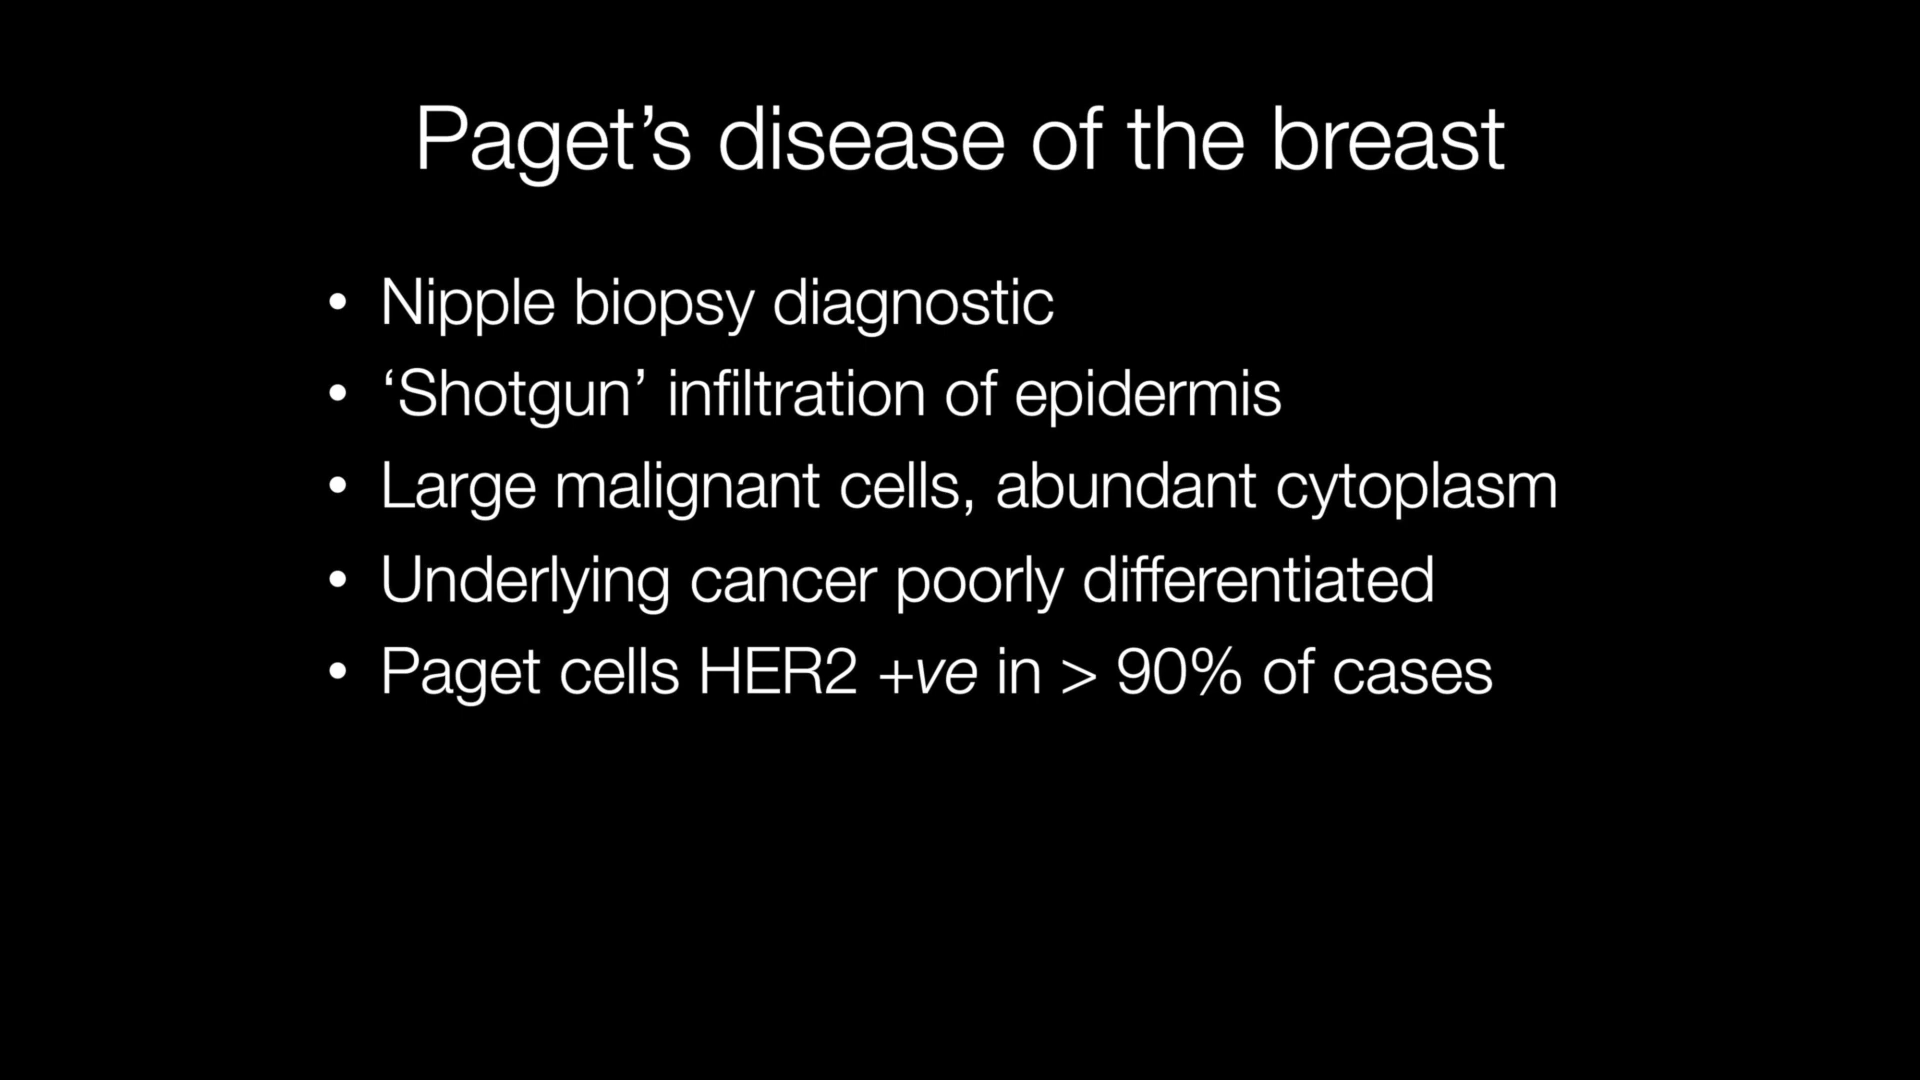 Paget’s disease of the breast
• Nipple biopsy diagnostic
• ‘Shotgun’ infiltration of epidermis
• Large malignant cells, abundant cytoplasm
• Underlying cancer poorly differentiated
• Paget cells HER2 +ve in > 90% of cases